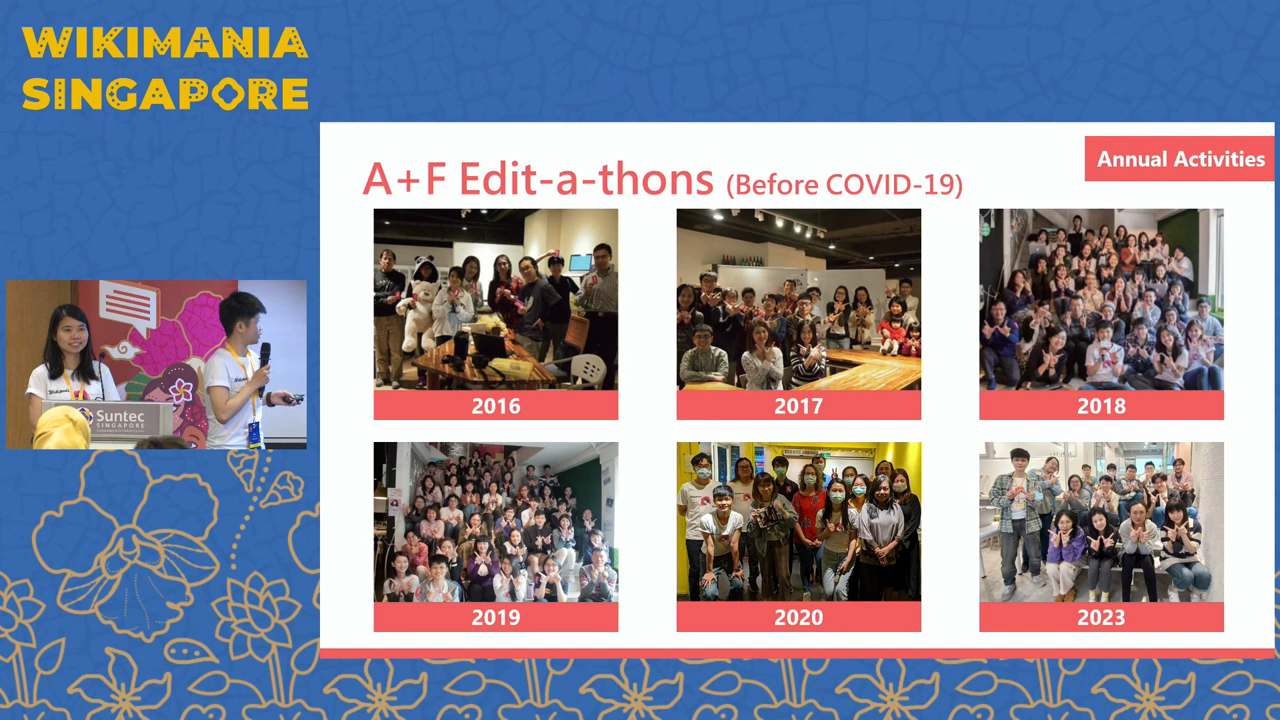 WIKIMANIA
SINGAPORE
Annual Activities
A+F Edit-a-thons (Before COVID-19)
2016
2017
2018
2019
2020
2023
Suntec
SINGAPORE